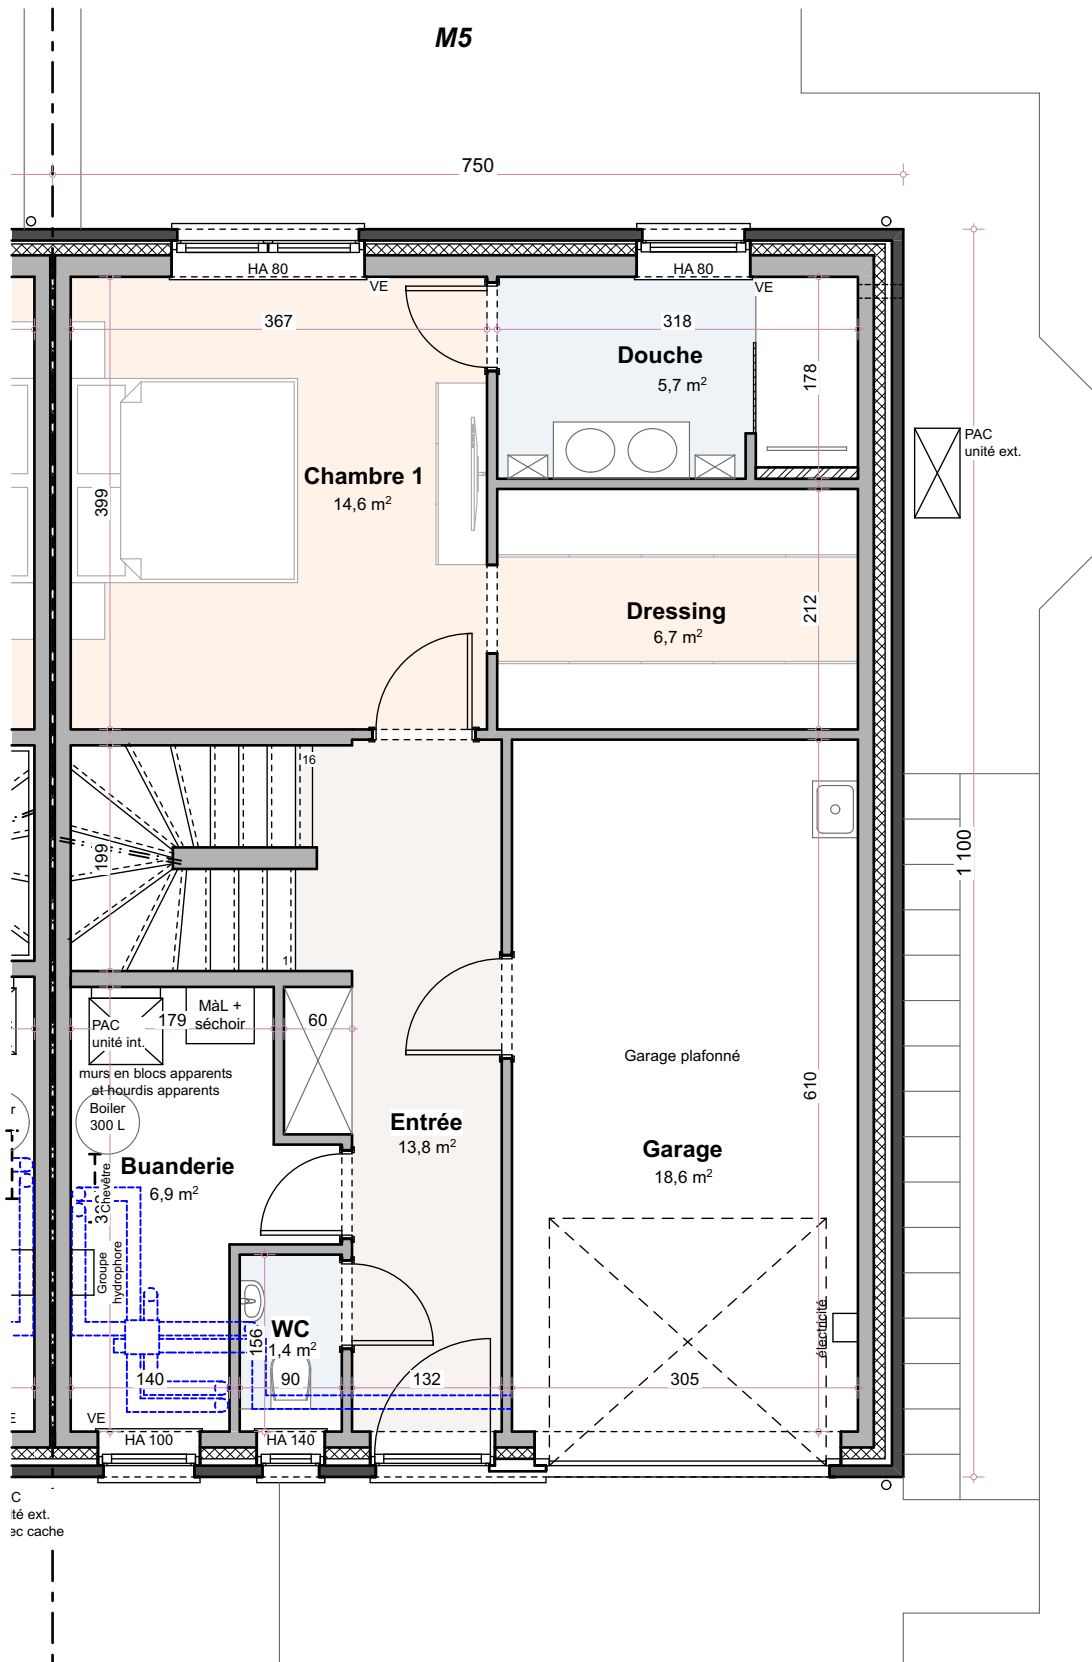 M5
750
HA 80
HA 80
VE
VE
367
318
Douche
5,7 m²
178
PAC
unité ext.
Chambre 1
14,6 m²
399
Dressing
6,7 m²
212
16
199
1 100
1
MàL +
séchoir
179
60
PAC
unité int.
murs en blocs apparents
et hourdis apparents
Boiler
300 L
r
Garage plafonné
610
Entrée
13,8 m²
Garage
18,6 m²
Buanderie
6,9 m²
Chevêtre
Groupe
hydrophore
électricité
WC
1,4 m²
156
140
90
132
305
E
VE
HA 100
HA 140
C
ité ext.
ec cache